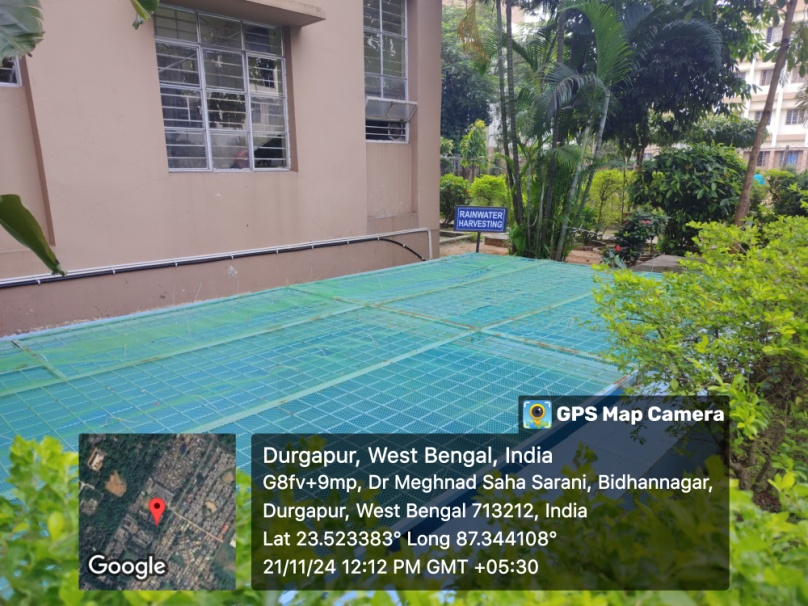 RAINWATER
HARVESTING
GPS Map Camera
Durgapur, West Bengal, India
G8fv+9mp, Dr Meghnad Saha Sarani, Bidhannagar,
Durgapur, West Bengal 713212, India
Lat 23.523383° Long 87.344108°
21/11/24 12:12 PM GMT +05:30
Google